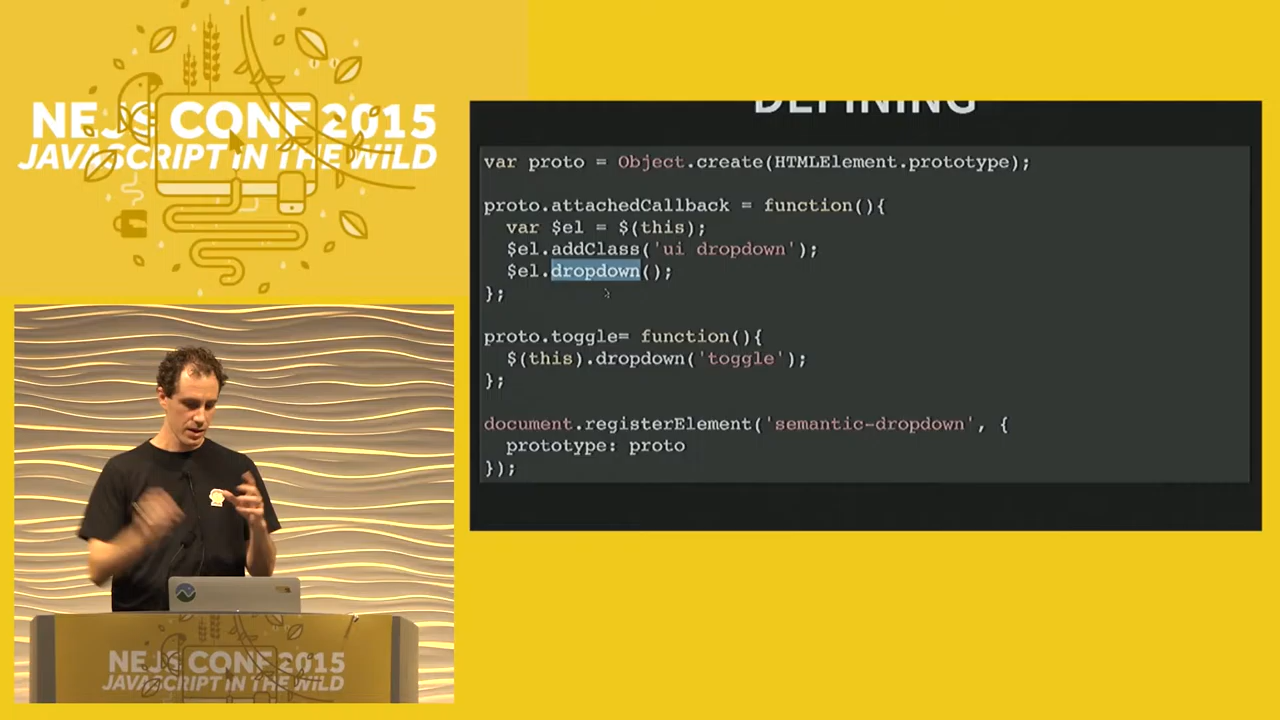 NEJS CONF 2015
JAVASCRIPT IN THE WILD
DEFINING
var proto = Object.create(HTMLElement.prototype);
proto.attachedCallback = function(){
var $el = $(this);
$el.addClass('ui dropdown');
$el.dropdown();
};
proto.toggle= function(){
$(this).dropdown('toggle');
};
document.registerElement('semantic-dropdown', {
prototype: proto
});
NEJS CONF 2015
JAVASCRIPT IN THE WILD